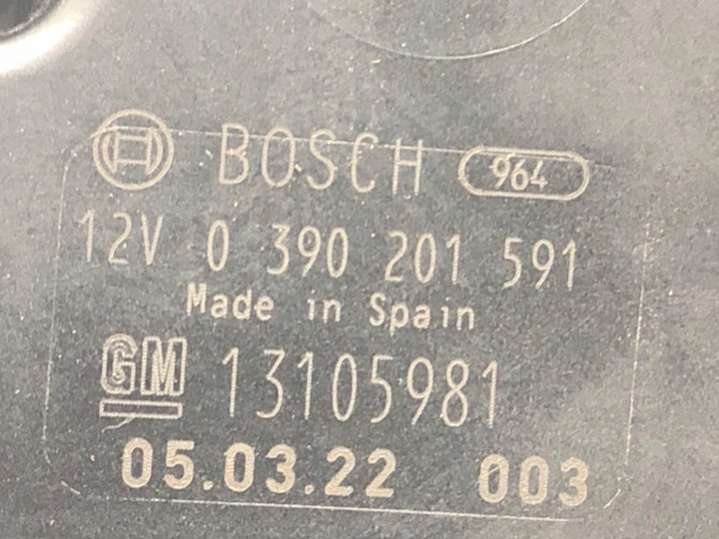 BOSCH 964
12V 0 390 201 591
Made in Spain
GM 13105981
05.03.22 003